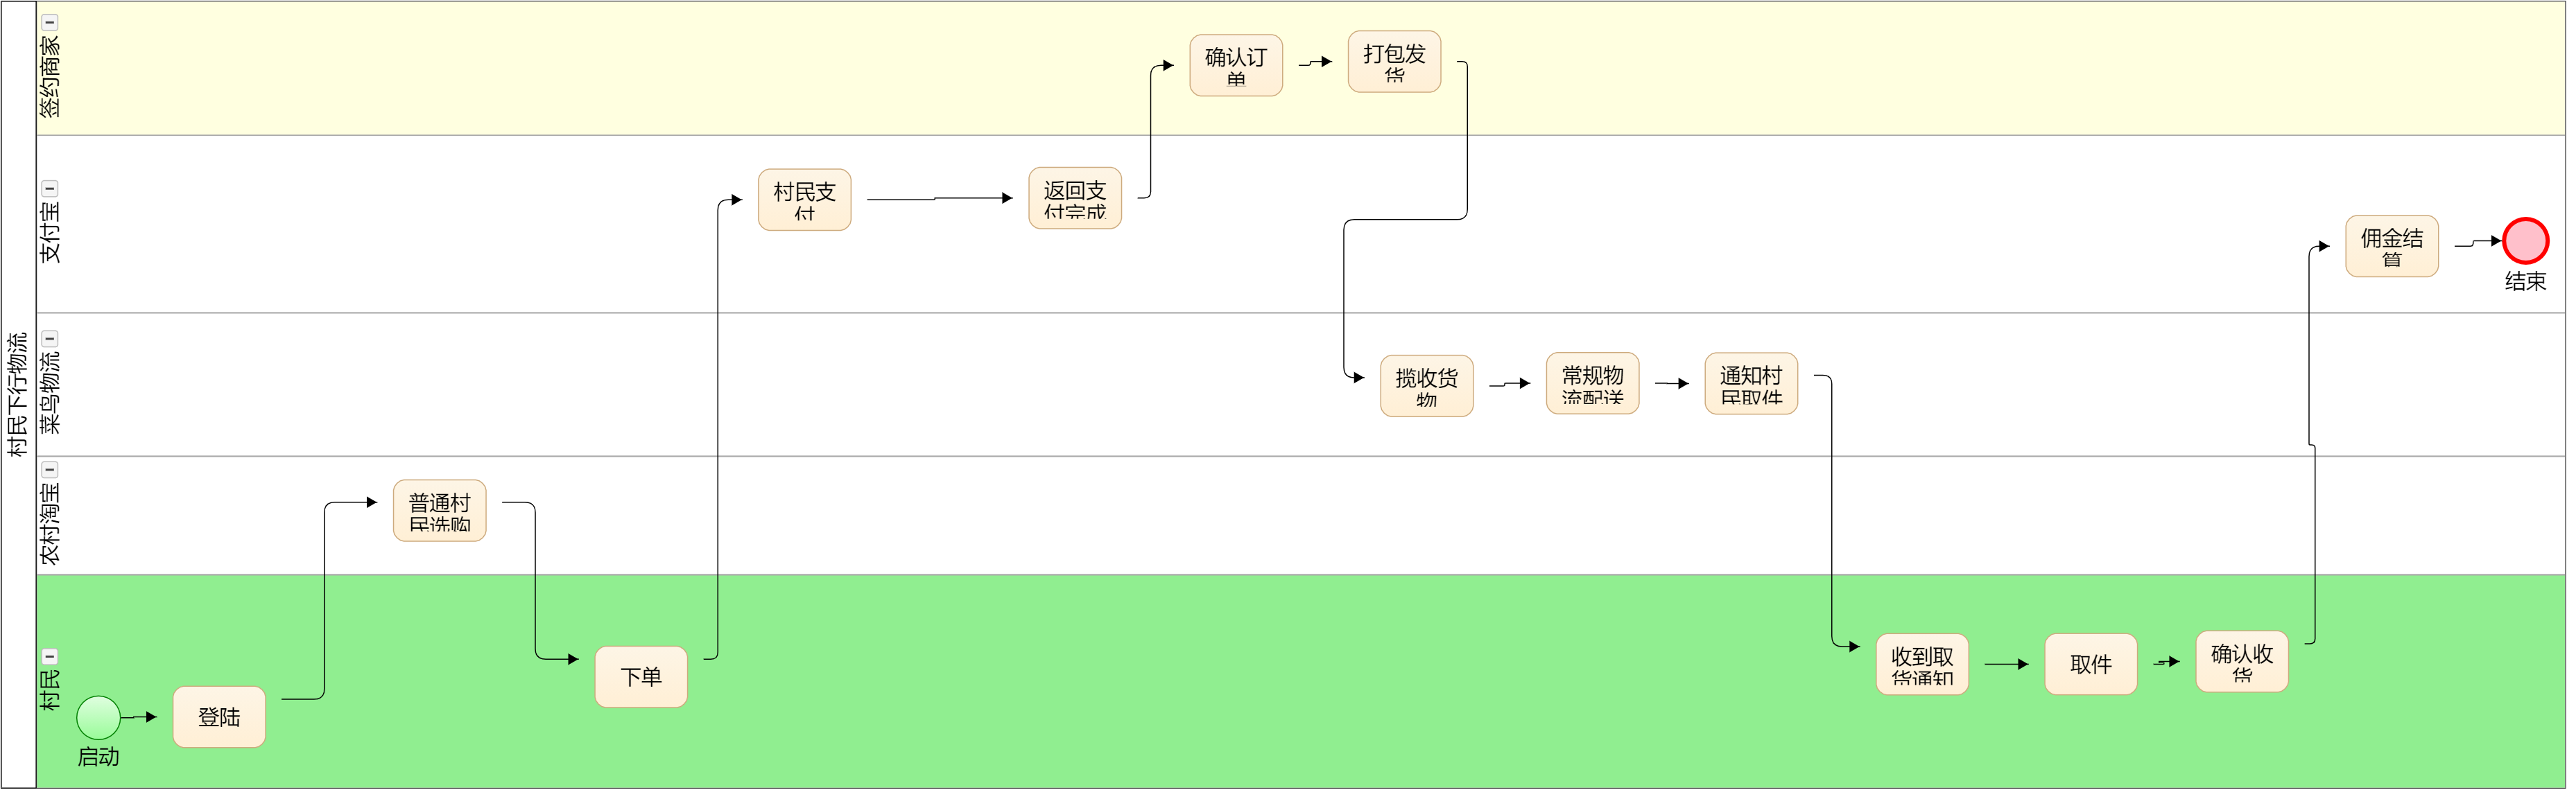 村民下行物流
签约商家
确认订
单
打包发
货
支付宝
村民支
付
返回支
付完成
佣金结
算
结束
菜鸟物流
揽收货
物
常规物
流配送
通知村
民取件
农村淘宝
普通村
民选购
村民
启动
登陆
下单
收到取
货通知
取件
确认收
货